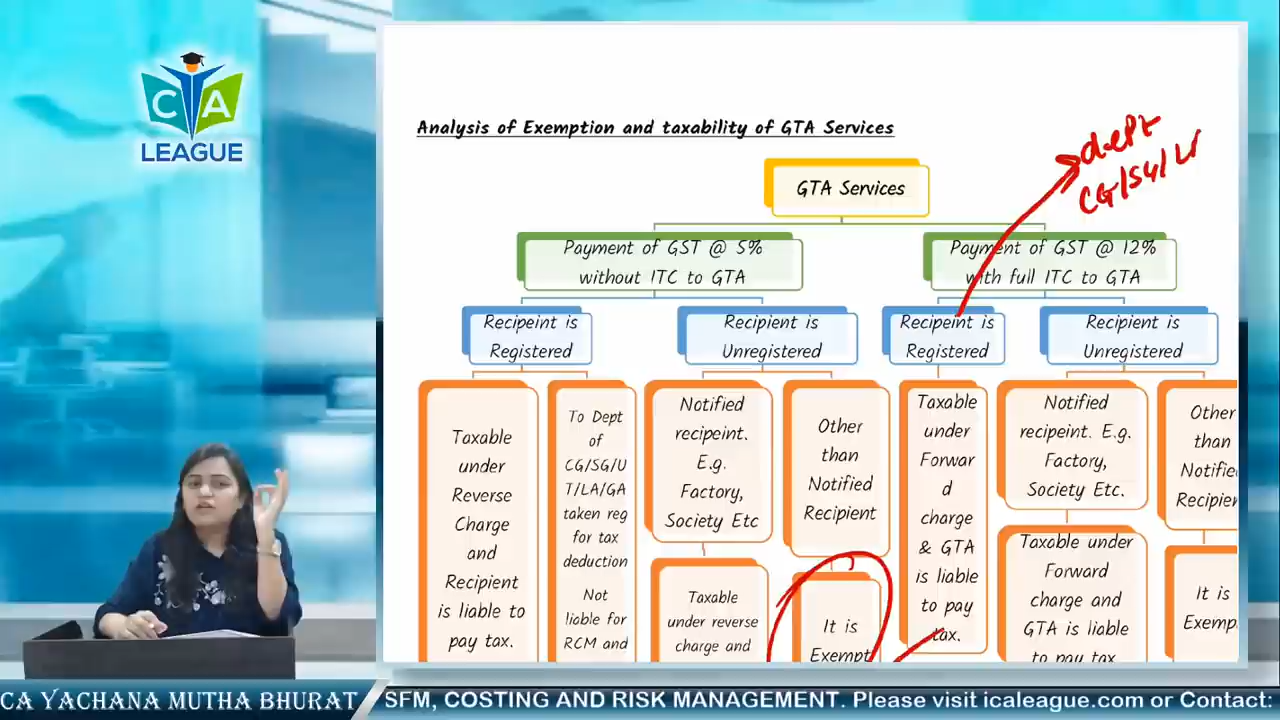 CA
LEAGUE
Analysis of Exemption and taxability of GTA Services
dept
CG/SG/
GTA Services
Payment of GST @ 5%
without ITC to GTA
Payment of GST @ 12%
with full ITC to GTA
Recipeint is
Registered
Recipient is
Unregistered
Recipeint is
Registered
Recipient is
Unregistered
Taxable
under
Reverse
Charge
and
Recipient
is liable to
pay tax.
To Dept
of
CG/SG/U
T/LA/GA
taken reg
for tax
deduction
Not
liable for
RCM and
Notified
recipeint.
E.g.
Factory,
Society Etc
Taxable
under reverse
charge and
Other
than
Notified
Recipient
It is
Exempt
Taxable
under
Forwar
d
charge
& GTA
is liable
to pay
tax.
Notified
recipeint. E.g.
Factory,
Society Etc.
Taxable under
Forward
charge and
GTA is liable
to pay tax
Other
than
Notifie
Recipien
It is
Exemp
CA YACHANA MUTHA BHURAT
SFM, COSTING AND RISK MANAGEMENT. Please visit icaleague.com or Contact: